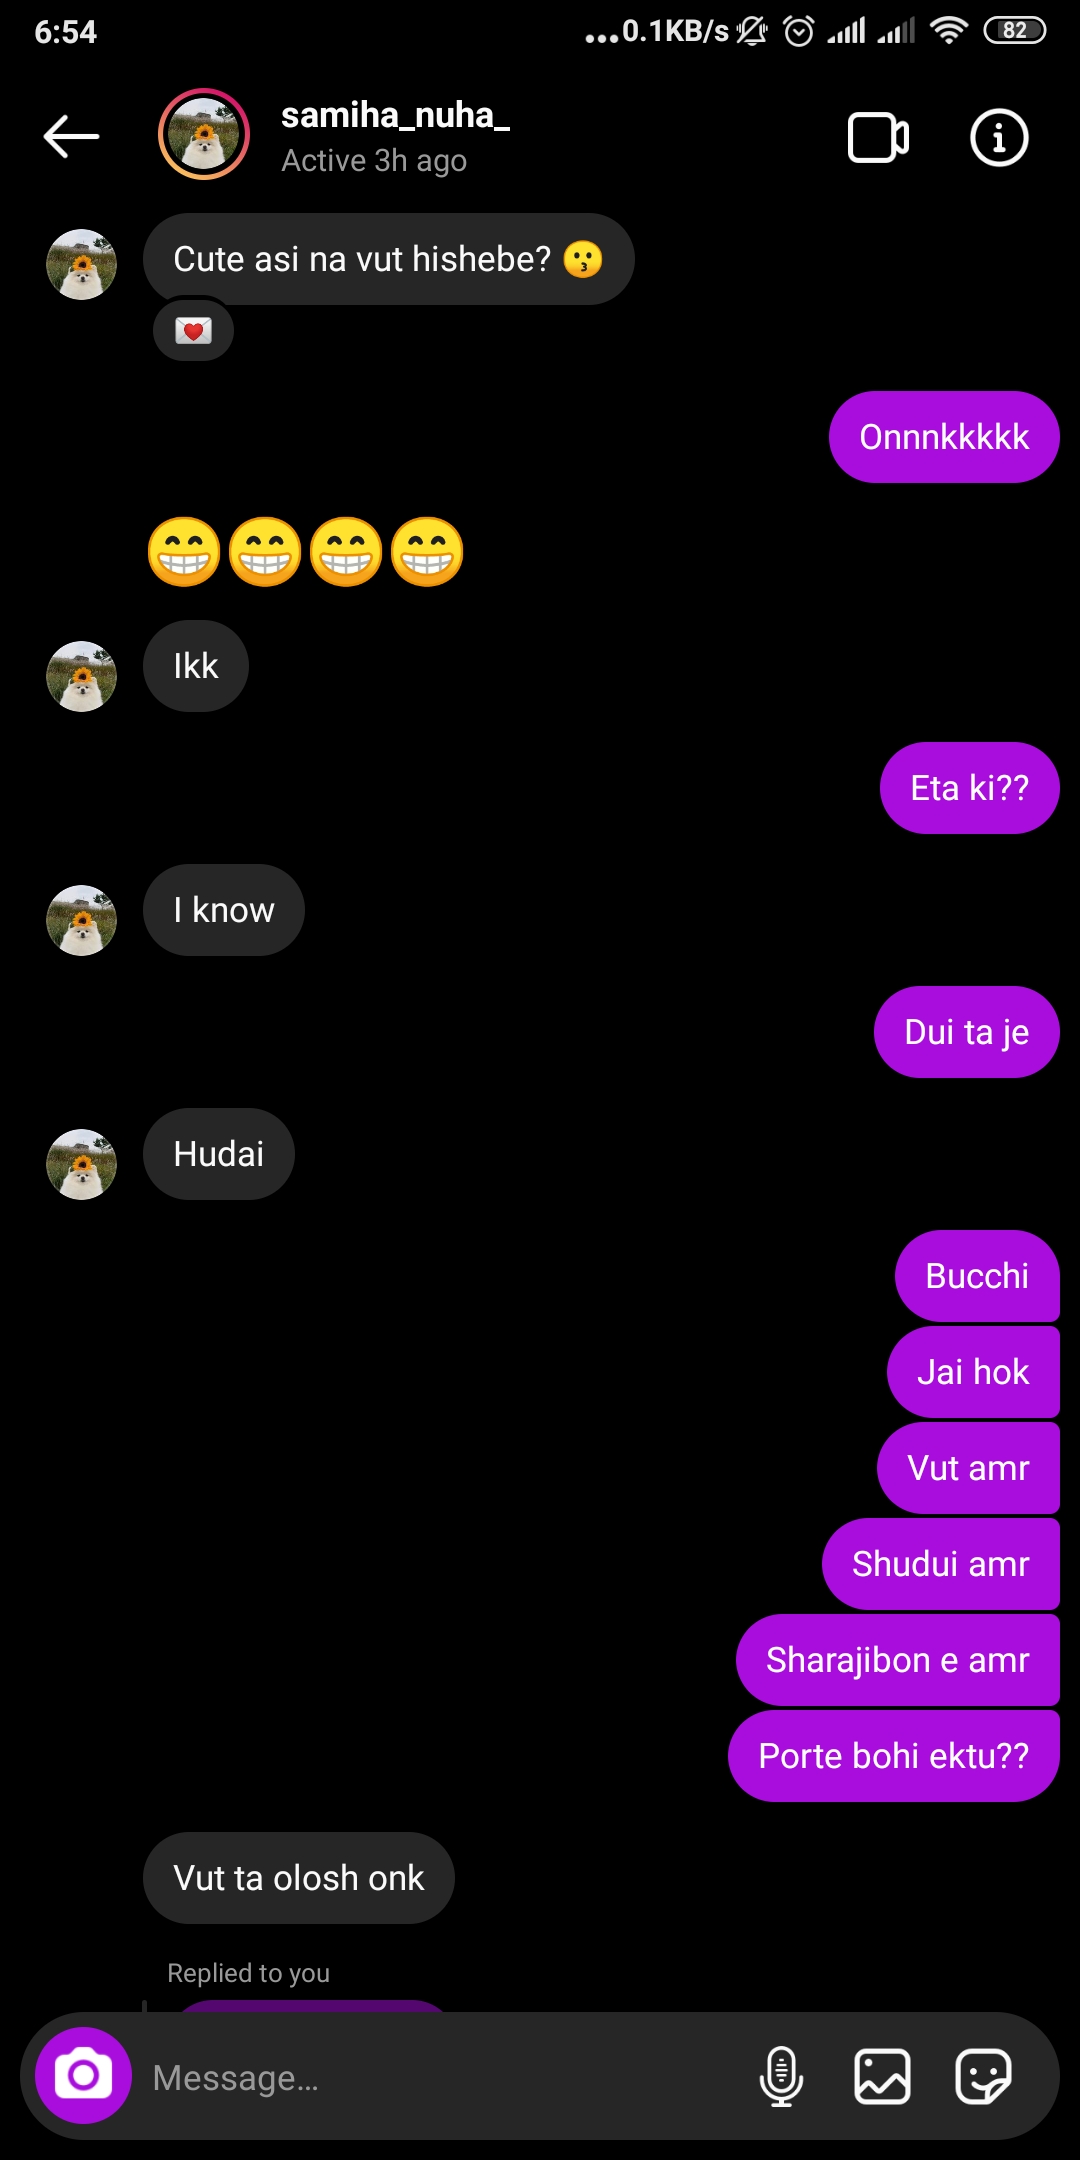 6:54
...0.1KB/s
82
samiha_nuha_
Active 3h ago
Cute asi na vut hishebe? 😗
💌
Onnnkkkkk
😁😁😁😁
Ikk
Eta ki??
I know
Dui ta je
Hudai
Bucchi
Jai hok
Vut amr
Shudui amr
Sharajibon e amr
Porte bohi ektu??
Vut ta olosh onk
Replied to you
Message...